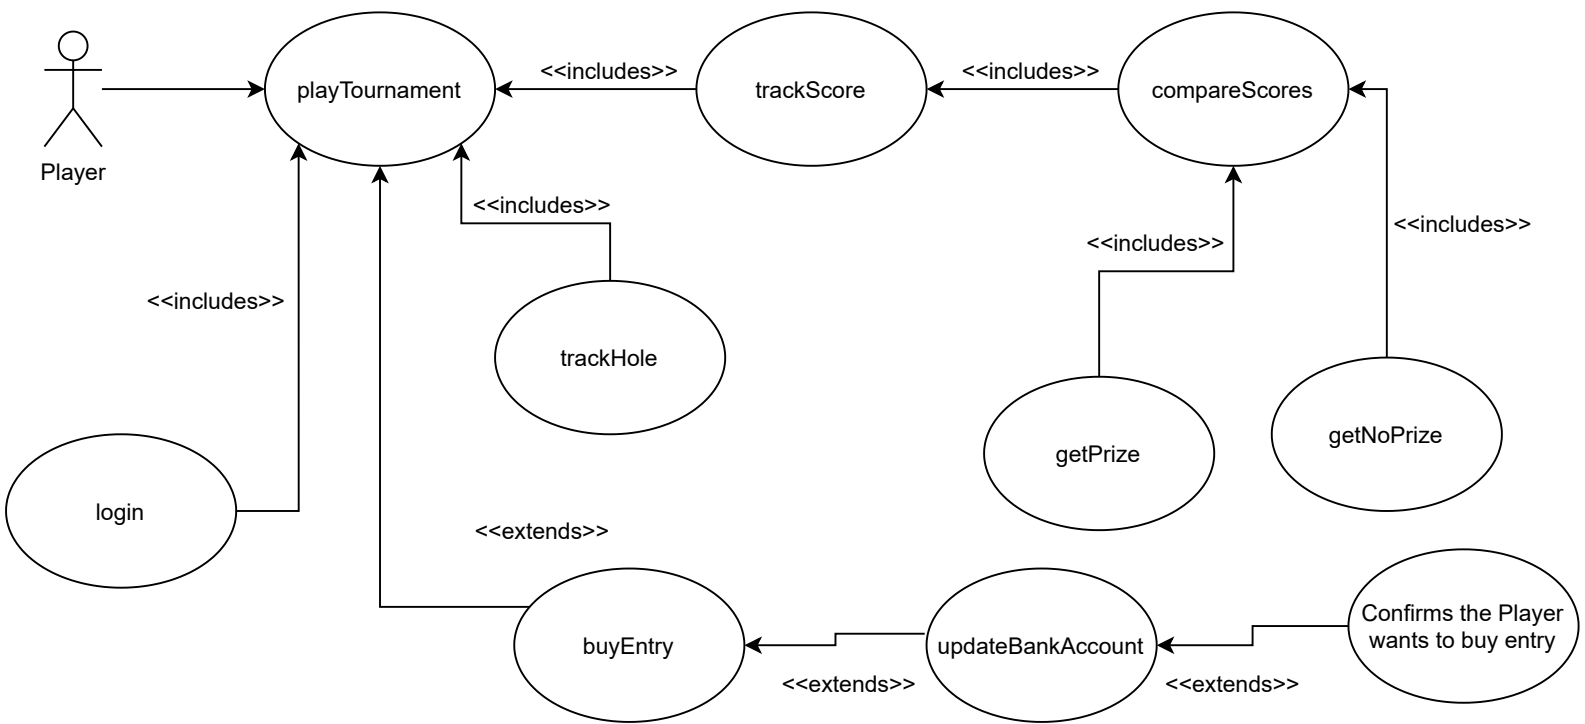 <<includes>>
<<includes>>
playTournament
trackScore
compareScores
Player
<<includes>>
<<includes>>
<<includes>>
<<includes>>
trackHole
getNoPrize
getPrize
login
<<extends>>
Confirms the Player
wants to buy entry
buyEntry
updateBankAccount
<<extends>>
<<extends>>